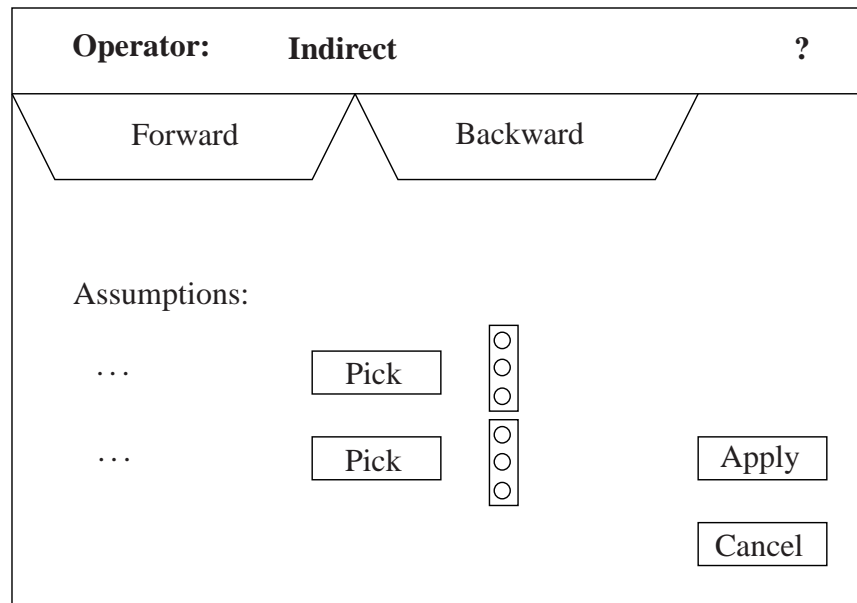 Operator: Indirect ?
Forward Backward
Assumptions:
... Pick
... Pick Apply
Cancel